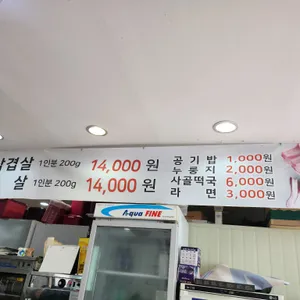 삼겹살 1인분 200g 14,000 원
살 1인분 200g 14,000 원
공 기 밥 1,000원
누 룽 지 2,000원
사골떡국 6,000원
라 면 3,000원
Aqua FINE